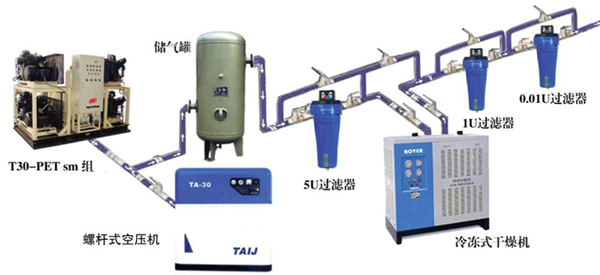 储气罐
T30-PET sm 组
TA-30
TAIJ
螺杆式空压机
5U过滤器
1U过滤器
0.01U过滤器
冷冻式干燥机